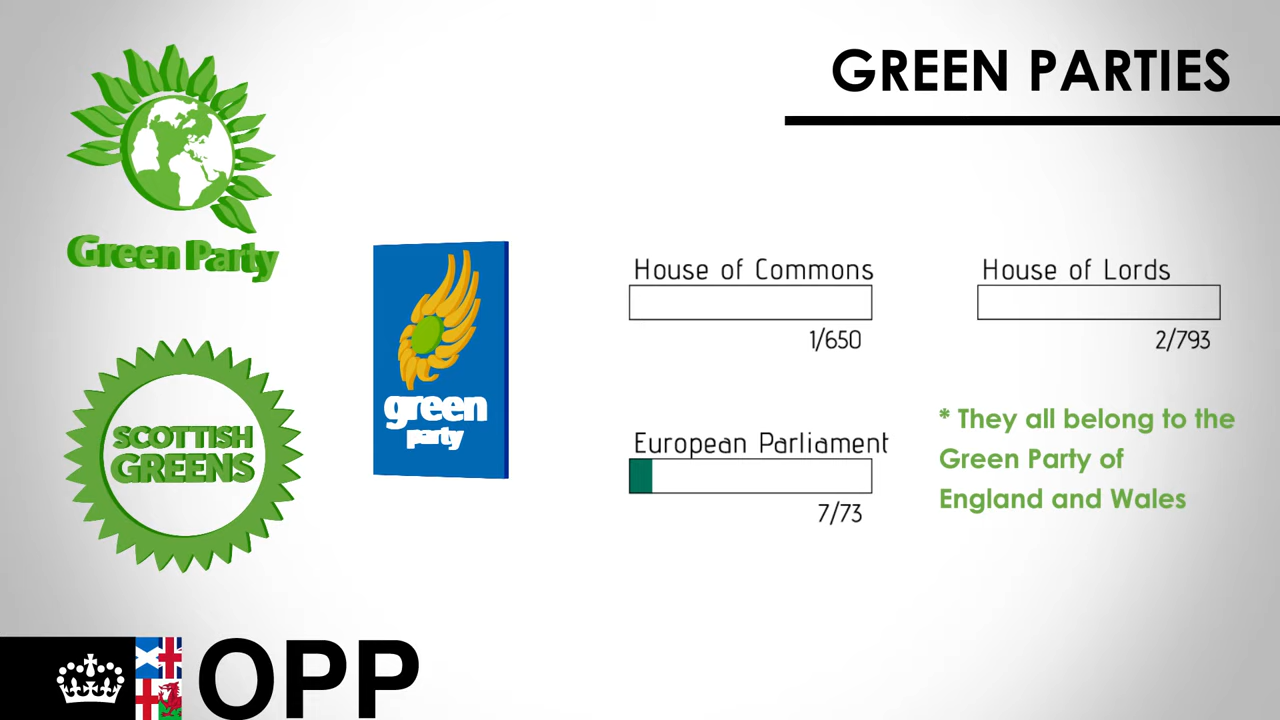 GREEN PARTIES
Green Party
SCOTTISH
GREENS
green
party
House of Commons
1/650
House of Lords
2/793
European Parliament
7/73
* They all belong to the
Green Party of
England and Wales
OPP